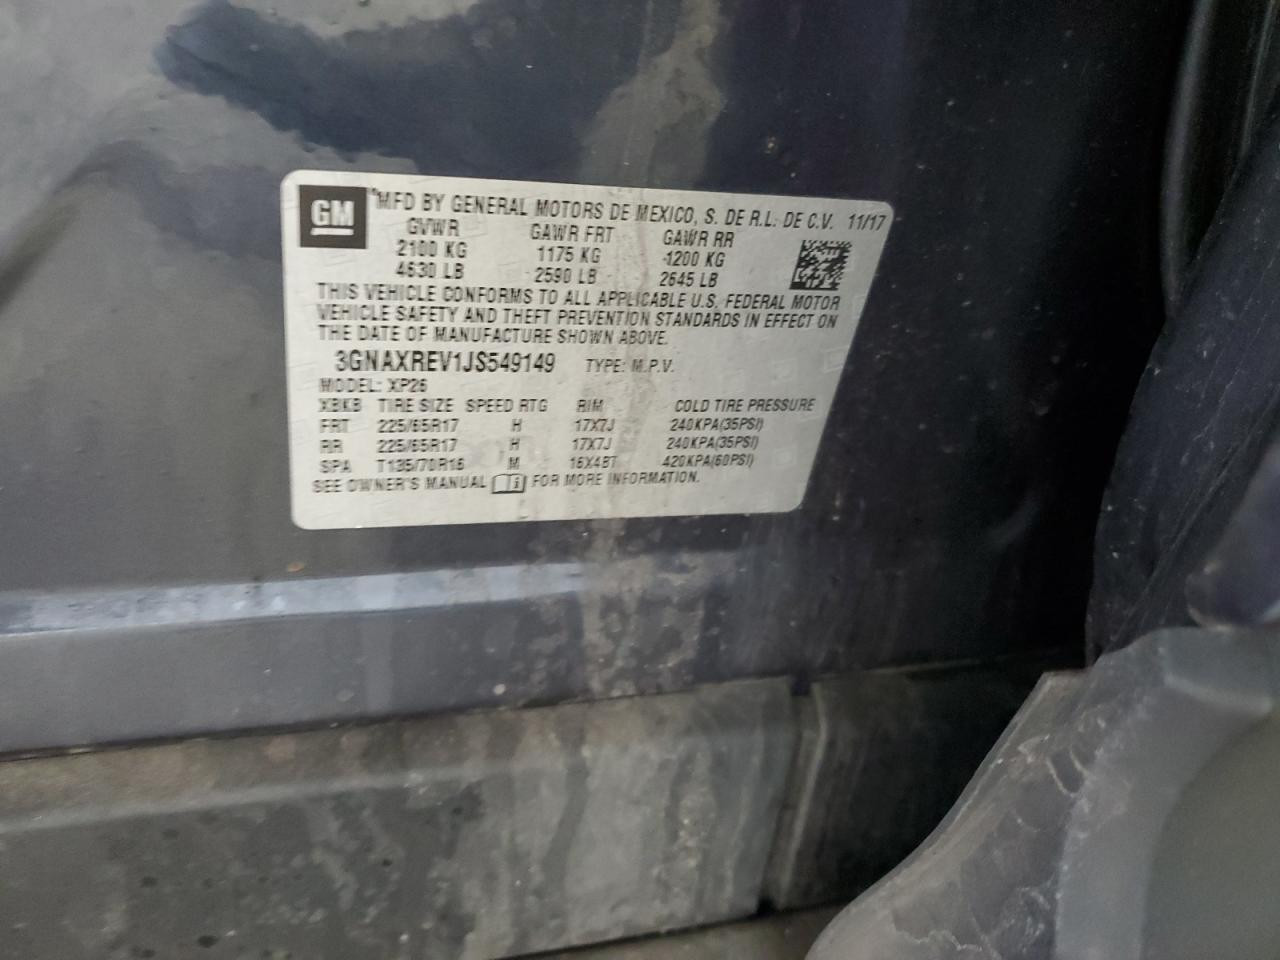 GM
MFD BY GENERAL MOTORS DE MEXICO, S. DE R.L. DE C.V. 11/17
GVWR GAWR FRT GAWR RR
2100 KG 1175 KG 1200 KG
4630 LB 2590 LB 2645 LB
THIS VEHICLE CONFORMS TO ALL APPLICABLE U.S. FEDERAL MOTOR
VEHICLE SAFETY AND THEFT PREVENTION STANDARDS IN EFFECT ON
THE DATE OF MANUFACTURE SHOWN ABOVE.
3GNAXREV1JS549149 TYPE: M.P.V.
MODEL: XP26
XBKB TIRE SIZE SPEED RTG RIM COLD TIRE PRESSURE
FRT 225/65R17 H 17X7J 240KPA(35PSI)
RR 225/65R17 H 17X7J 240KPA(35PSI)
SPA T135/70R16 M 16X4BT 420KPA(60PSI)
SEE OWNER'S MANUAL i FOR MORE INFORMATION.